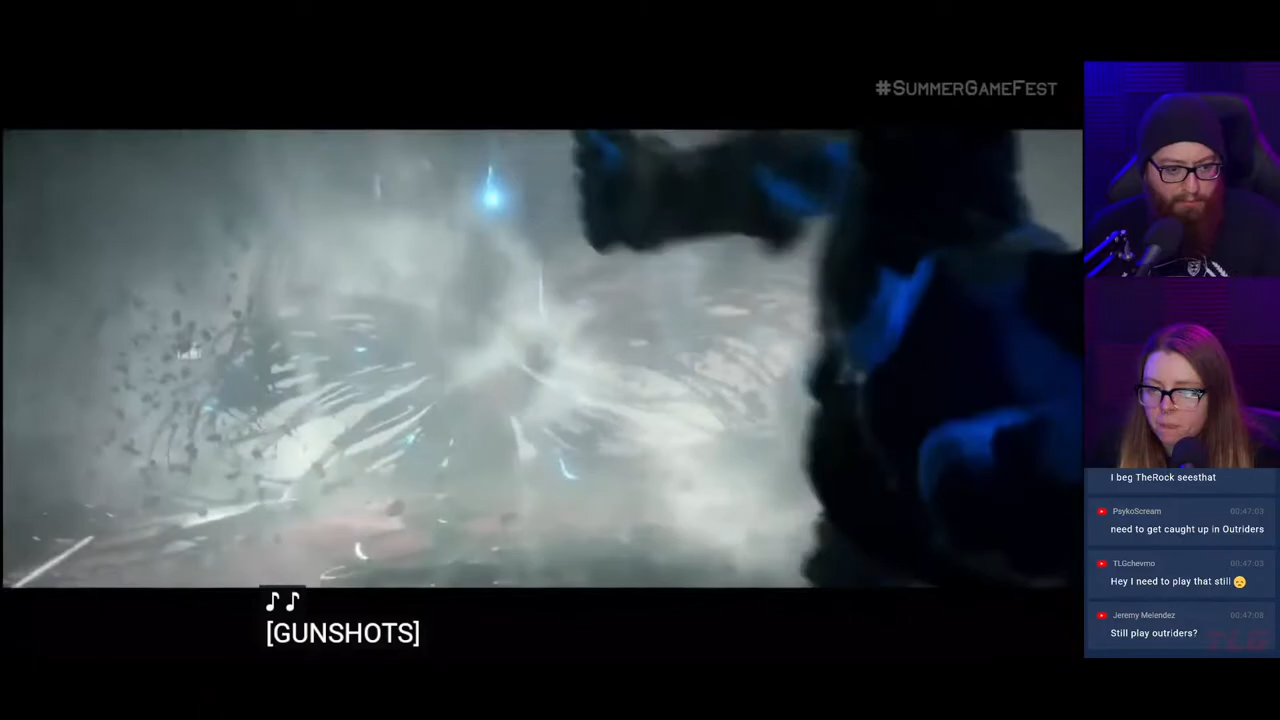 #SUMMERGAMEFEST
♪ ♪
[GUNSHOTS]
I beg TheRock seesthat
PsykoScream 00:47:03
need to get caught up in Outriders
TLGchevmo 00:47:03
Hey I need to play that still 😞
Jeremy Melendez 00:47:08
Still play outriders?
TLG